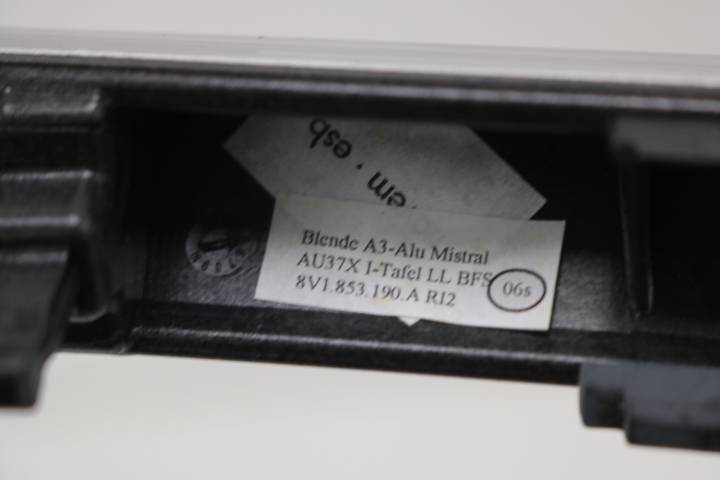 esb
em.
Blende A3-Alu Mistral
AU37X I-Tafel LL BFS
06s
8V1.853.190.A RI2